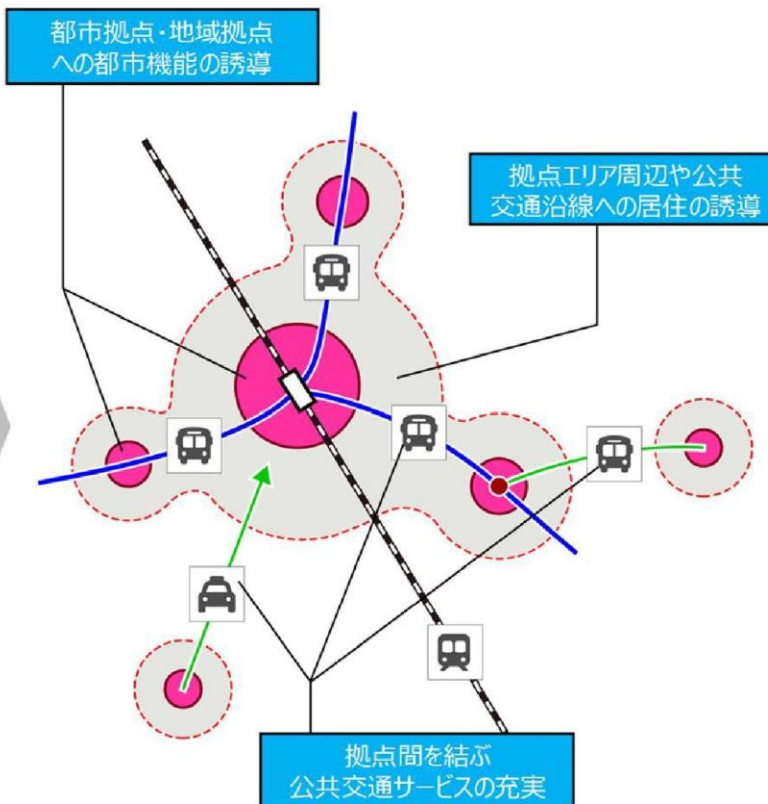 都市拠点・地域拠点
への都市機能の誘導
拠点エリア周辺や公共
交通沿線への居住の誘導
拠点間を結ぶ
公共交通サービスの充実